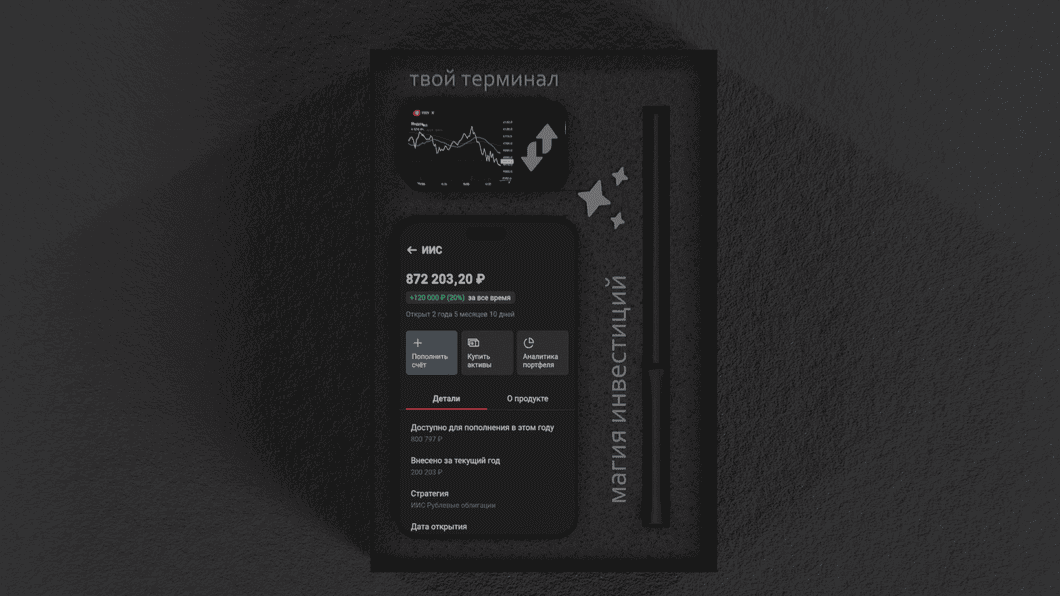 твой терминал
ИИС
872 203,20 ₽
+120 000 ₽ (20%) за все время
Открыт 2 года 5 месяцев 10 дней
Пополнить
счёт
Купить
активы
Аналитика
портфеля
Детали
О продукте
Доступно для пополнения в этом году
800 797 ₽
Внесено за текущий год
200 203 ₽
Стратегия
ИИС Рублевые облигации
Дата открытия
магия инвестиций